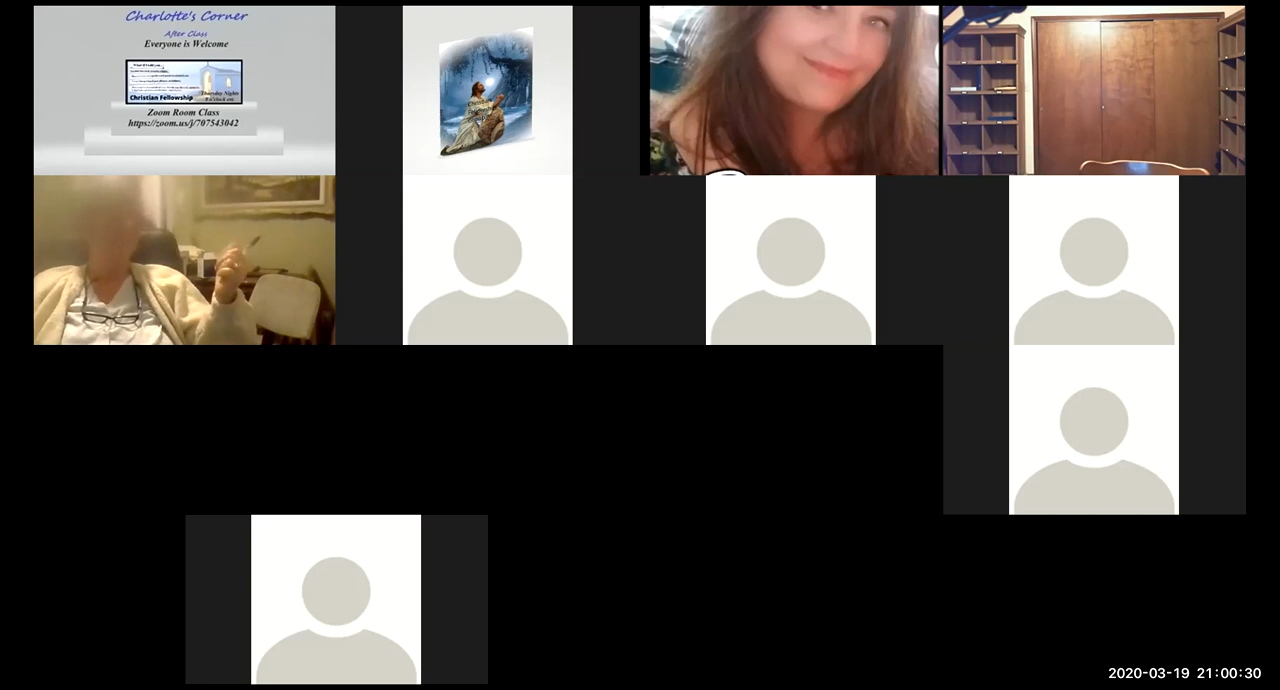 Charlotte's Corner
After Class
Everyone is Welcome
Christian Fellowship
Thursday Nights
Zoom Room Class
https://zoom.us/j/707543042
2020-03-19 21:00:30